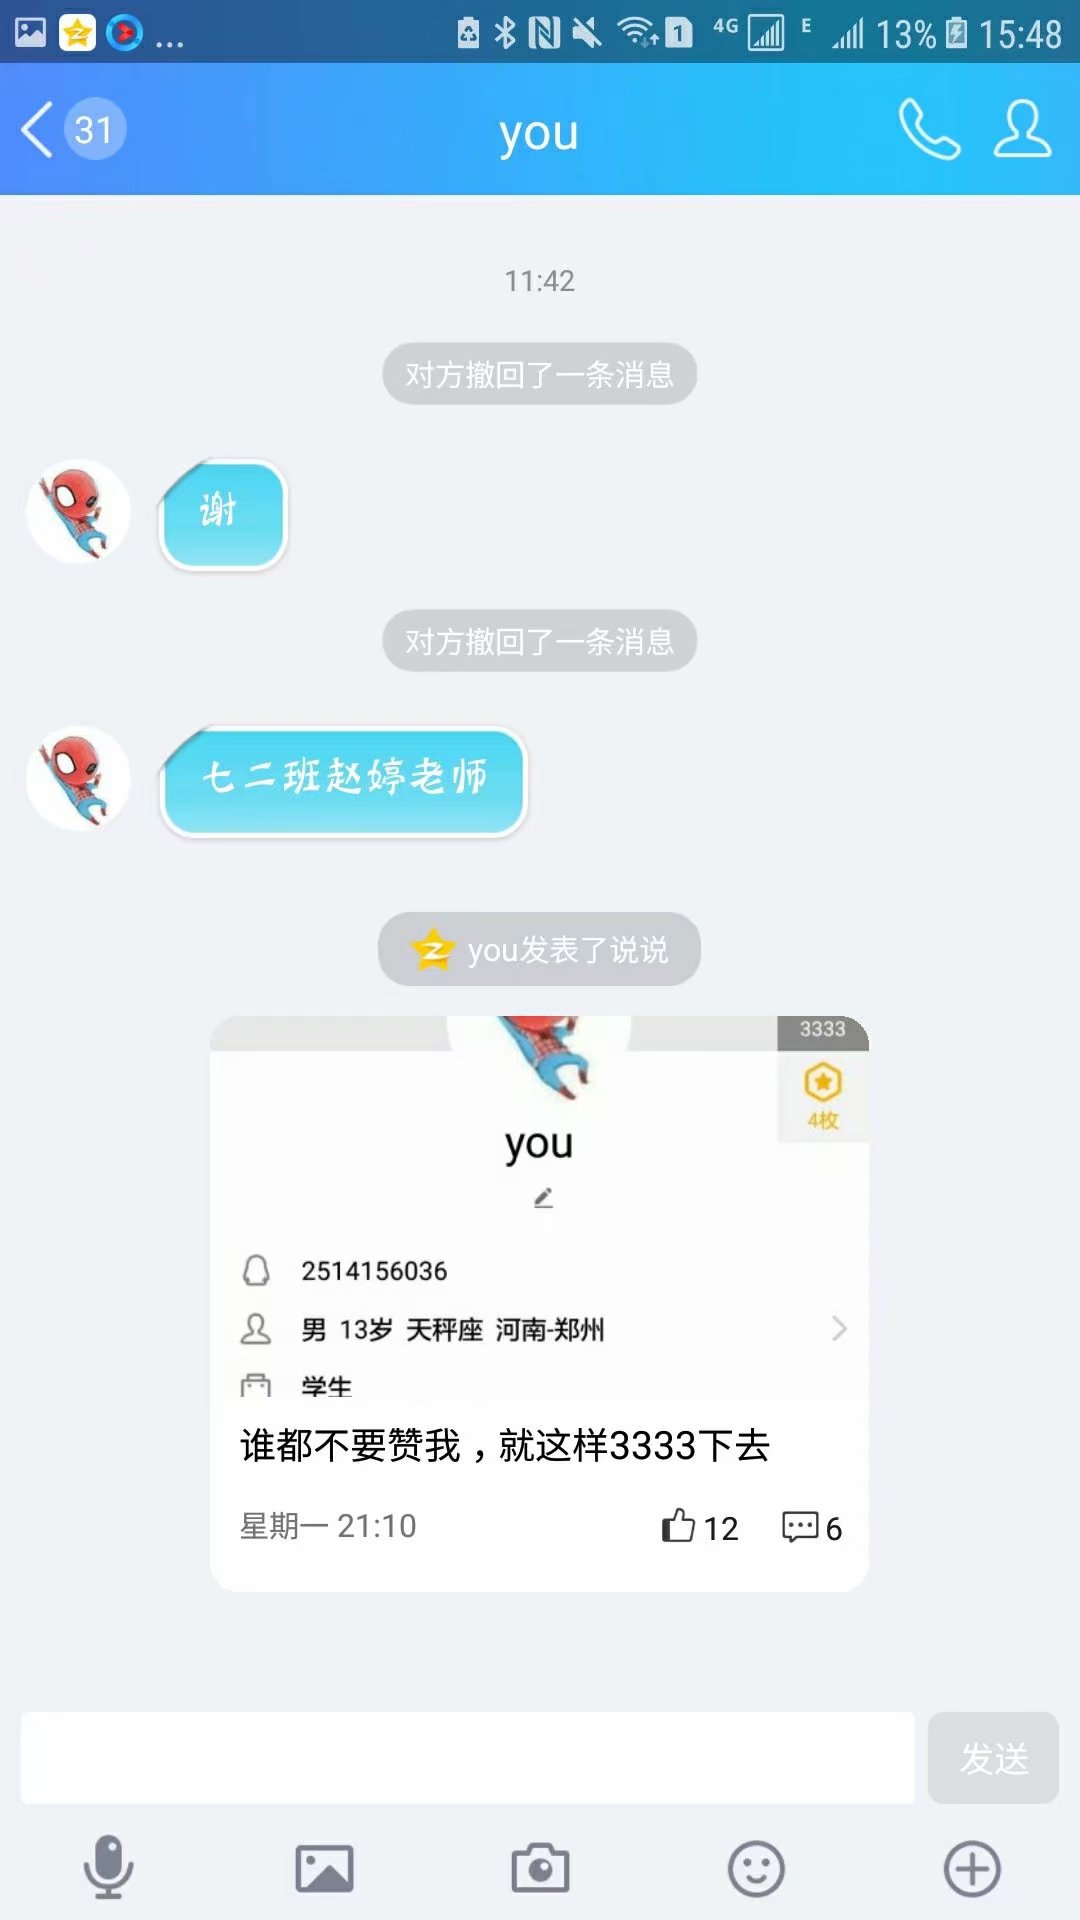 ... 1 4G E 13% 15:48
31 you
11:42
对方撤回了一条消息
谢
对方撤回了一条消息
七二班赵婷老师
you发表了说说
3333
4枚
you
2514156036
男 13岁 天秤座 河南-郑州
学生
谁都不要赞我，就这样3333下去
星期一 21:10 12 6
发送